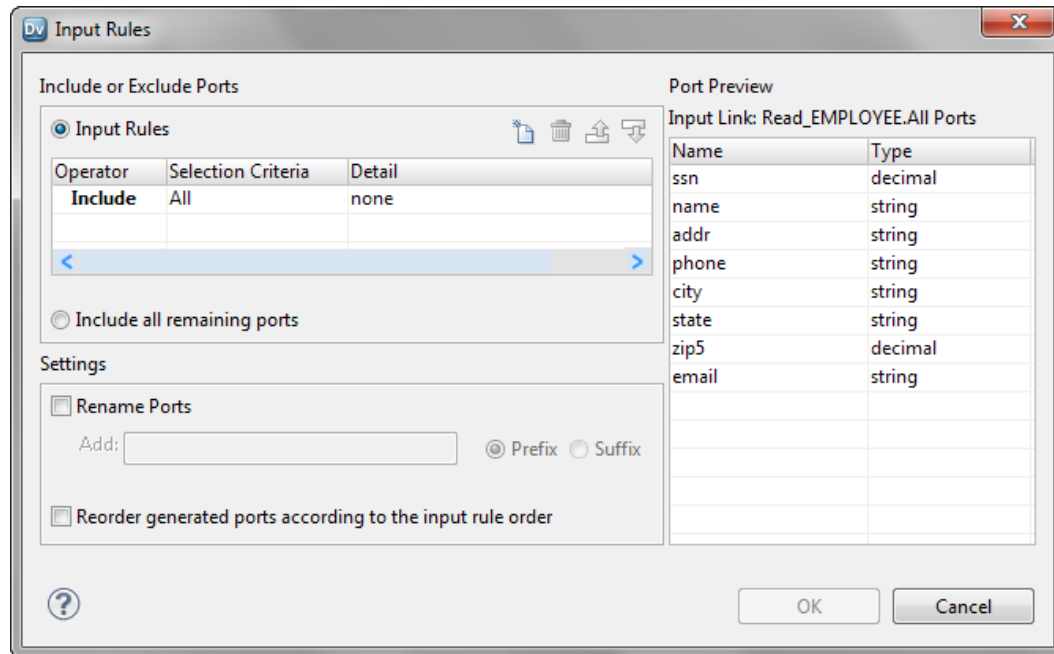 Dv Input Rules
X
Include or Exclude Ports
Input Rules
Operator Selection Criteria Detail
Include All none
Include all remaining ports
Settings
Rename Ports
Add: Prefix Suffix
Reorder generated ports according to the input rule order
Port Preview
Input Link: Read_EMPLOYEE.All Ports
Name Type
ssn decimal
name string
addr string
phone string
city string
state string
zip5 decimal
email string
?
OK Cancel